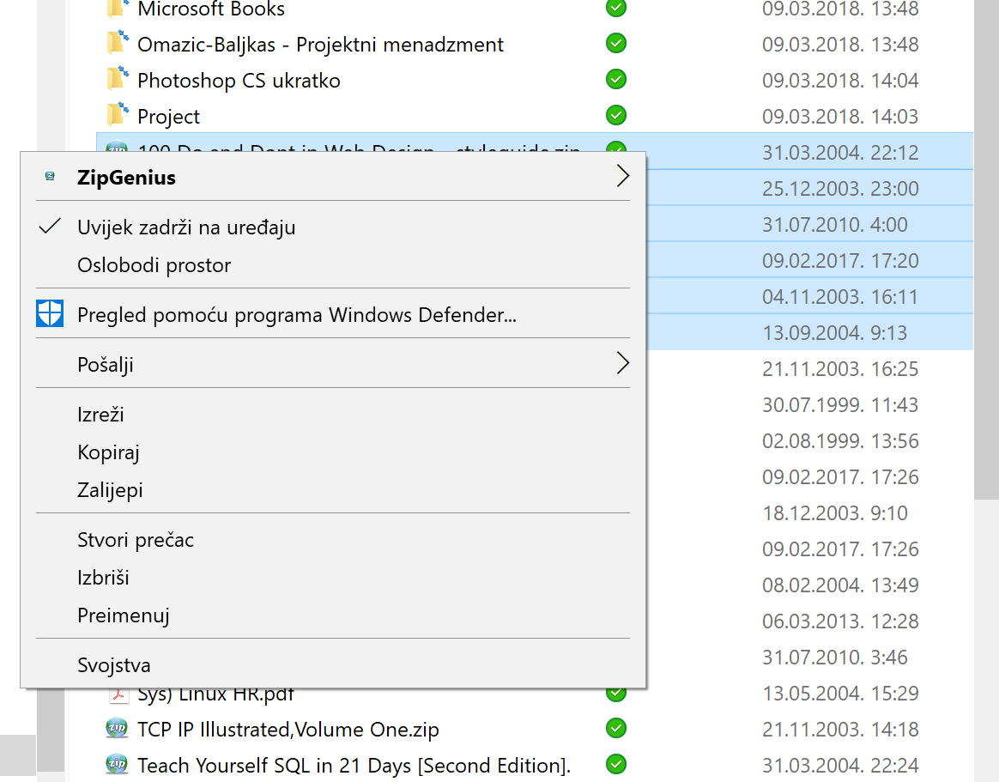 Microsoft Books 09.03.2018. 13:48
Omazic-Baljkas - Projektni menadzment 09.03.2018. 13:48
Photoshop CS ukratko 09.03.2018. 14:04
Project 09.03.2018. 14:03
100 Do and Dont in Web Design - styleguide.zip 31.03.2004. 22:12
ZipGenius
Uvijek zadrži na uređaju
Oslobodi prostor
Pregled pomoću programa Windows Defender...
Pošalji
Izreži
Kopiraj
Zalijepi
Stvori prečac
Izbriši
Preimenuj
Svojstva
25.12.2003. 23:00
31.07.2010. 4:00
09.02.2017. 17:20
04.11.2003. 16:11
13.09.2004. 9:13
21.11.2003. 16:25
30.07.1999. 11:43
02.08.1999. 13:56
09.02.2017. 17:26
18.12.2003. 9:10
09.02.2017. 17:26
08.02.2004. 13:49
06.03.2013. 12:28
31.07.2010. 3:46
Sys) Linux HR.pdf 13.05.2004. 15:29
TCP IP Illustrated,Volume One.zip 21.11.2003. 14:18
Teach Yourself SQL in 21 Days [Second Edition]. 31.03.2004. 22:24